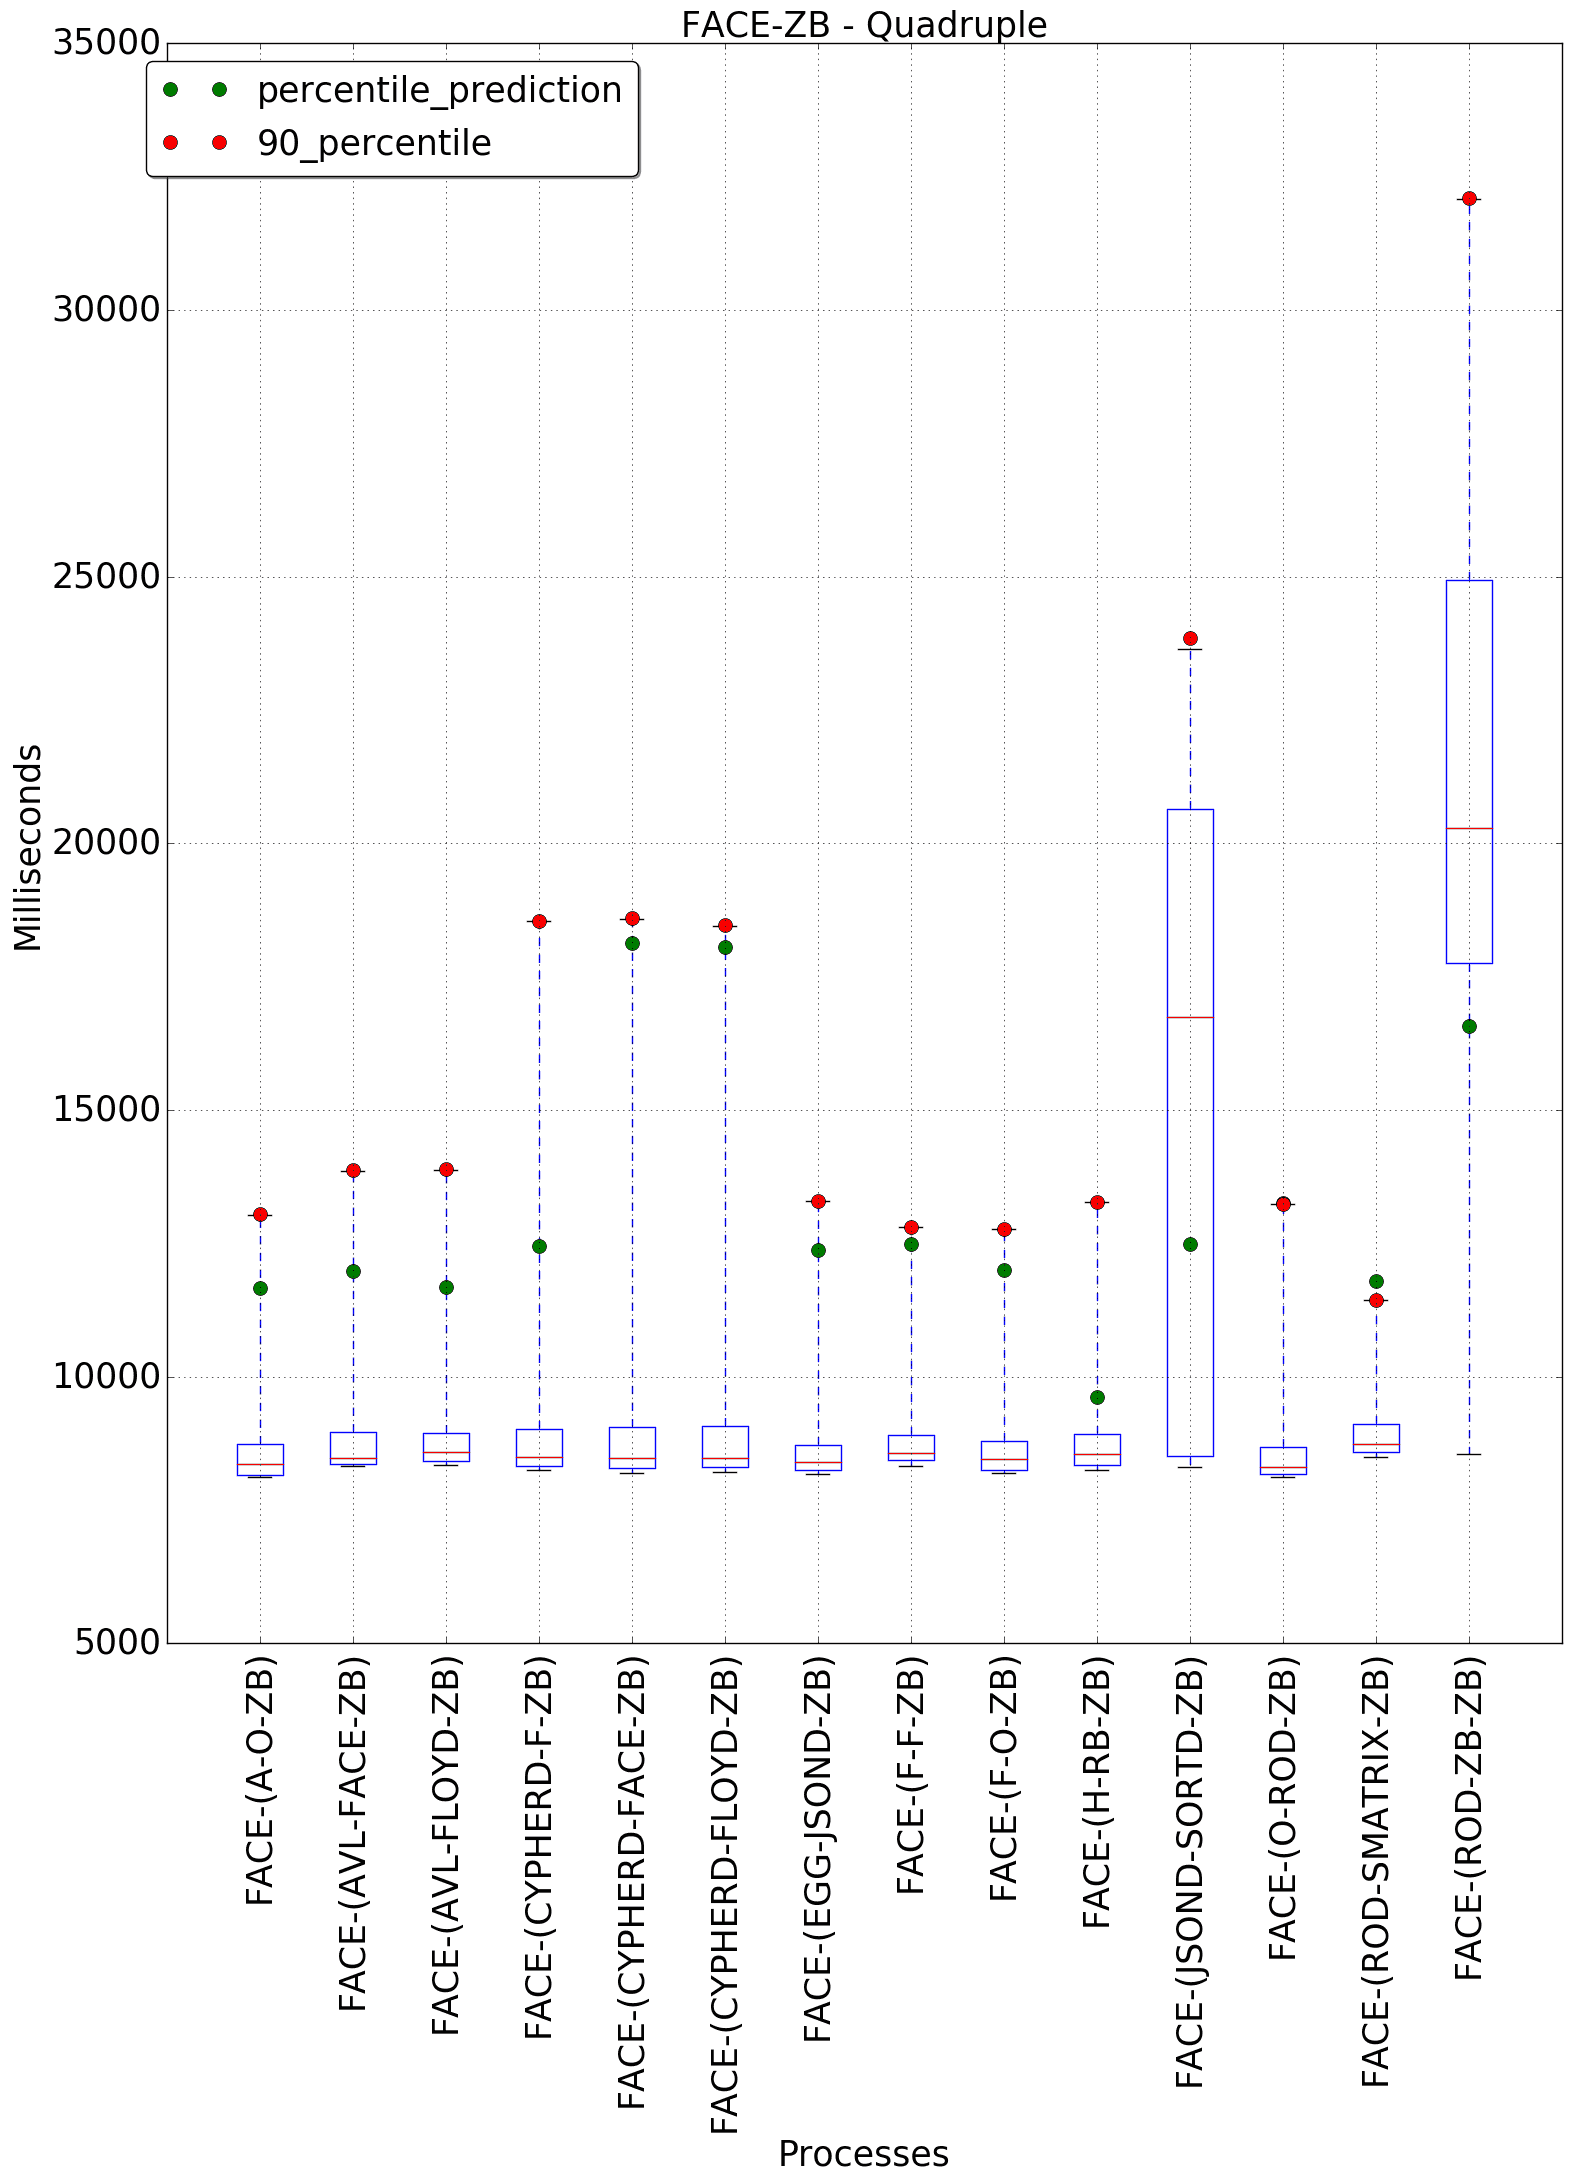 FACE-ZB - Quadruple
percentile_prediction
90_percentile
35000
30000
25000
20000
15000
10000
5000
Milliseconds
FACE-(A-O-ZB)
FACE-(AVL-FACE-ZB)
FACE-(AVL-FLOYD-ZB)
FACE-(CYPHERD-F-ZB)
FACE-(CYPHERD-FACE-ZB)
FACE-(CYPHERD-FLOYD-ZB)
FACE-(EGG-JSOND-ZB)
FACE-(F-F-ZB)
FACE-(F-O-ZB)
FACE-(H-RB-ZB)
FACE-(JSOND-SORTD-ZB)
FACE-(O-ROD-ZB)
FACE-(ROD-SMATRIX-ZB)
FACE-(ROD-ZB-ZB)
Processes